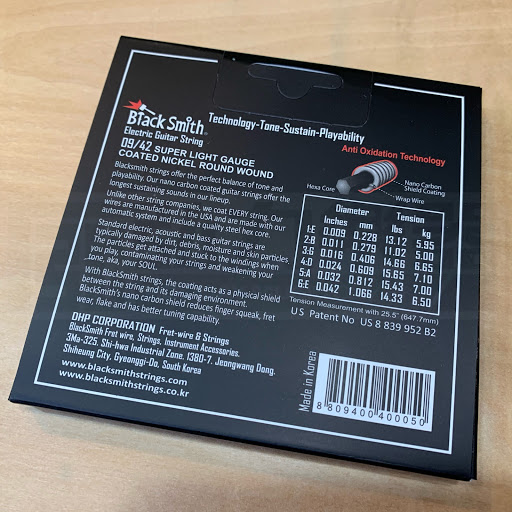 Black Smith™
Electric Guitar String
Technology-Tone-Sustain-Playability
09/42 SUPER LIGHT GAUGE
COATED NICKEL ROUND WOUND
Blacksmith strings offer the perfect balance of tone and
playability. Our nano carbon coated guitar strings offer the
longest sustaining sounds in our lineup.
Unlike other string companies, we coat EVERY string. Our
wires are manufactured in the USA and are made with our
automatic system and include a quality steel hex core.
Standard electric, acoustic and bass guitar strings are
typically damaged by dirt, debris, moisture and skin particles.
The particles get attached and stuck to the windings when
you play, contaminating your strings and weakening your
tone, aka, your SOUL.
With BlackSmith strings, the coating acts as a physical shield
between the string and its damaging environment.
BlackSmith's nano carbon shield reduces finger squeak, fret
wear, flake and has better tuning capability.
DHP CORPORATION Fret-wire & Strings
BlackSmith Fret wire, Strings, Instrument Accessories.
3Ma-325, Shi-hwa Industrial Zone. 1380-7. Jeongwang Dong.
Shiheung City, Gyeonggi-Do, South Korea
www.blacksmithstrings.com
www.blacksmithstrings.co.kr
Anti Oxidation Technology
Hexa Core
Nano Carbon
Shield Coating
Wrap Wire
Diameter Tension
Inches mm lbs kg
1:E 0.009 0.228 13.12 5.95
2:B 0.011 0.279 11.02 5.00
3:G 0.016 0.406 14.66 6.65
4:D 0.024 0.609 15.65 7.10
5:A 0.032 0.812 15.43 7.00
6:E 0.042 1.066 14.33 6.50
Tension Measurement with 25.5" (647.7mm)
US Patent No US 8 839 952 B2
Made in Korea
8 809400 400050